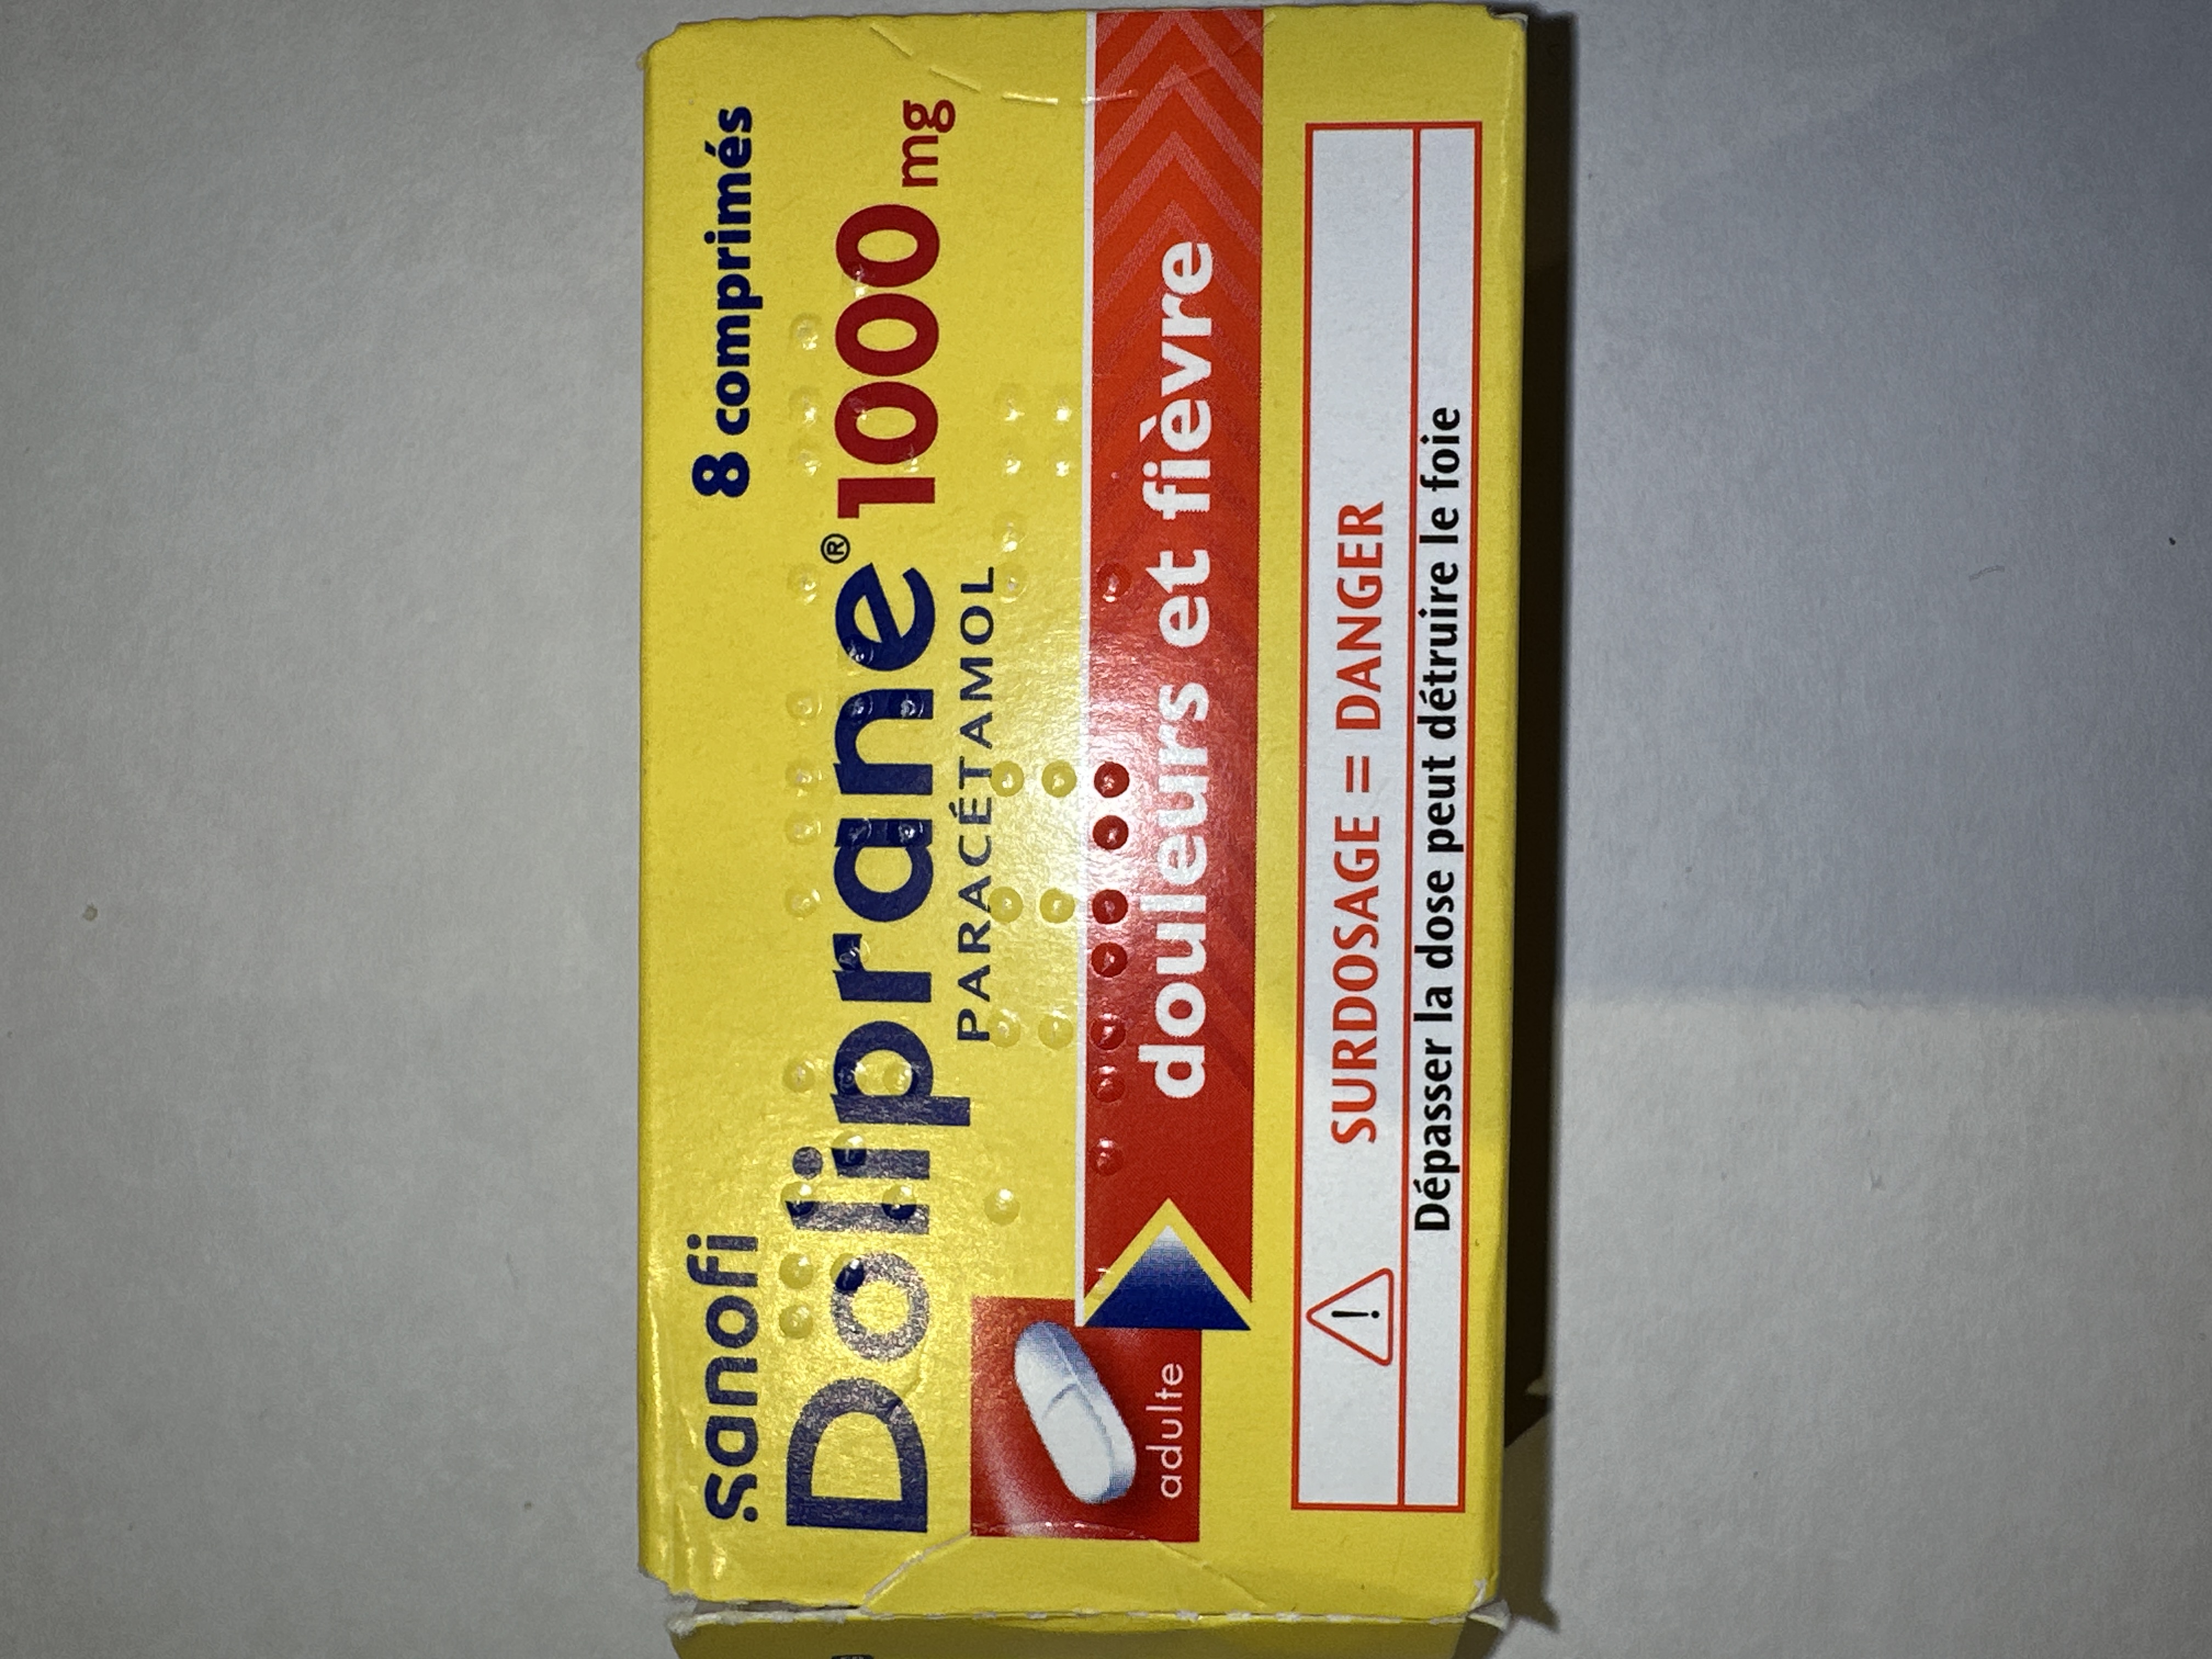 sanofi 8 comprimés
Doliprane® 1000 mg
PARACÉTAMOL
adulte
douleurs et fièvre
! SURDOSAGE = DANGER
Dépasser la dose peut détruire le foie